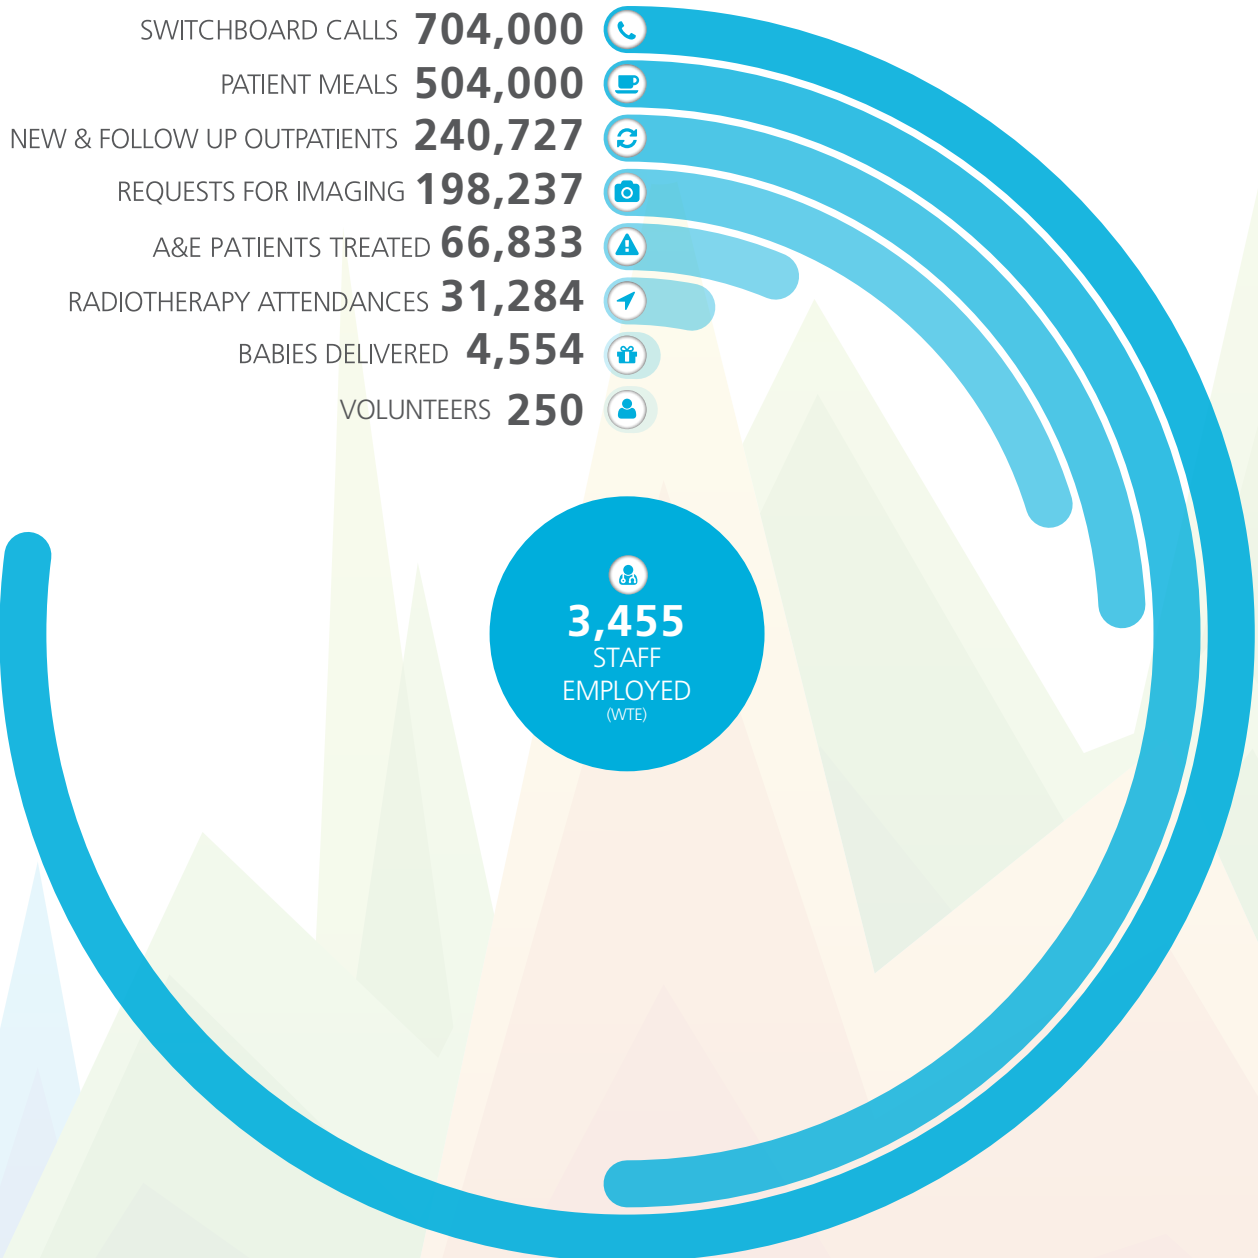 SWITCHBOARD CALLS 704,000
PATIENT MEALS 504,000
NEW & FOLLOW UP OUTPATIENTS 240,727
REQUESTS FOR IMAGING 198,237
A&E PATIENTS TREATED 66,833
RADIOTHERAPY ATTENDANCES 31,284
BABIES DELIVERED 4,554
VOLUNTEERS 250
3,455
STAFF
EMPLOYED
(WTE)